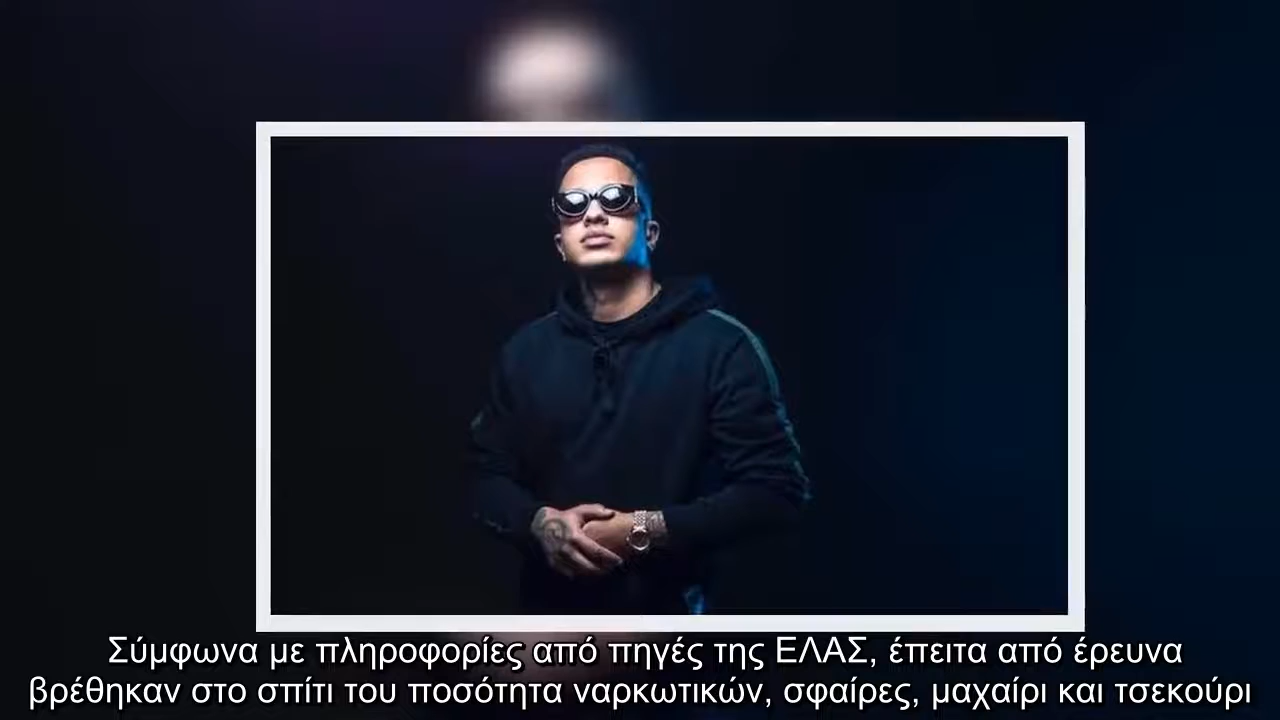 Σύμφωνα με πληροφορίες από πηγές της ΕΛΑΣ, έπειτα από έρευνα
βρέθηκαν στο σπίτι του ποσότητα ναρκωτικών, σφαίρες, μαχαίρι και τσεκούρι